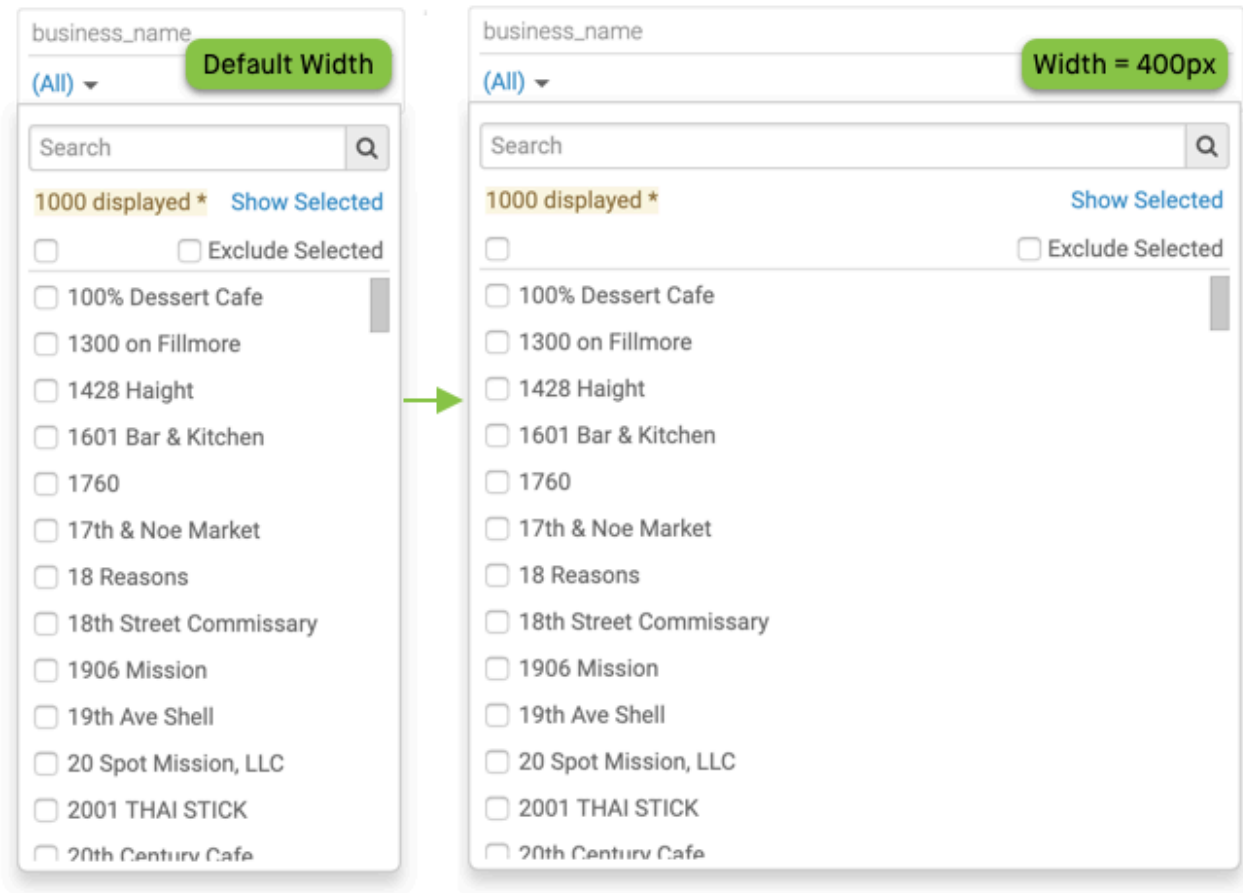 business_name
Default Width
(All)
Search
1000 displayed * Show Selected
Exclude Selected
100% Dessert Cafe
1300 on Fillmore
1428 Haight
1601 Bar & Kitchen
1760
17th & Noe Market
18 Reasons
18th Street Commissary
1906 Mission
19th Ave Shell
20 Spot Mission, LLC
2001 THAI STICK
20th Century Cafe
business_name
Width = 400px
(All)
Search
1000 displayed * Show Selected
Exclude Selected
100% Dessert Cafe
1300 on Fillmore
1428 Haight
1601 Bar & Kitchen
1760
17th & Noe Market
18 Reasons
18th Street Commissary
1906 Mission
19th Ave Shell
20 Spot Mission, LLC
2001 THAI STICK
20th Century Cafe